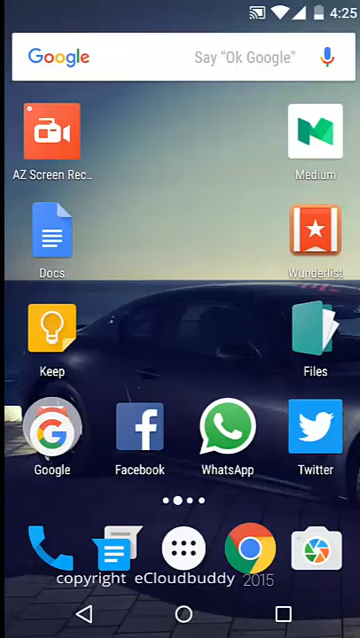 4:25
Google Say "Ok Google"
AZ Screen Rec.. Medium
Docs Wunderlist
Keep Files
Google Facebook WhatsApp Twitter
copyright eCloudbuddy 2015